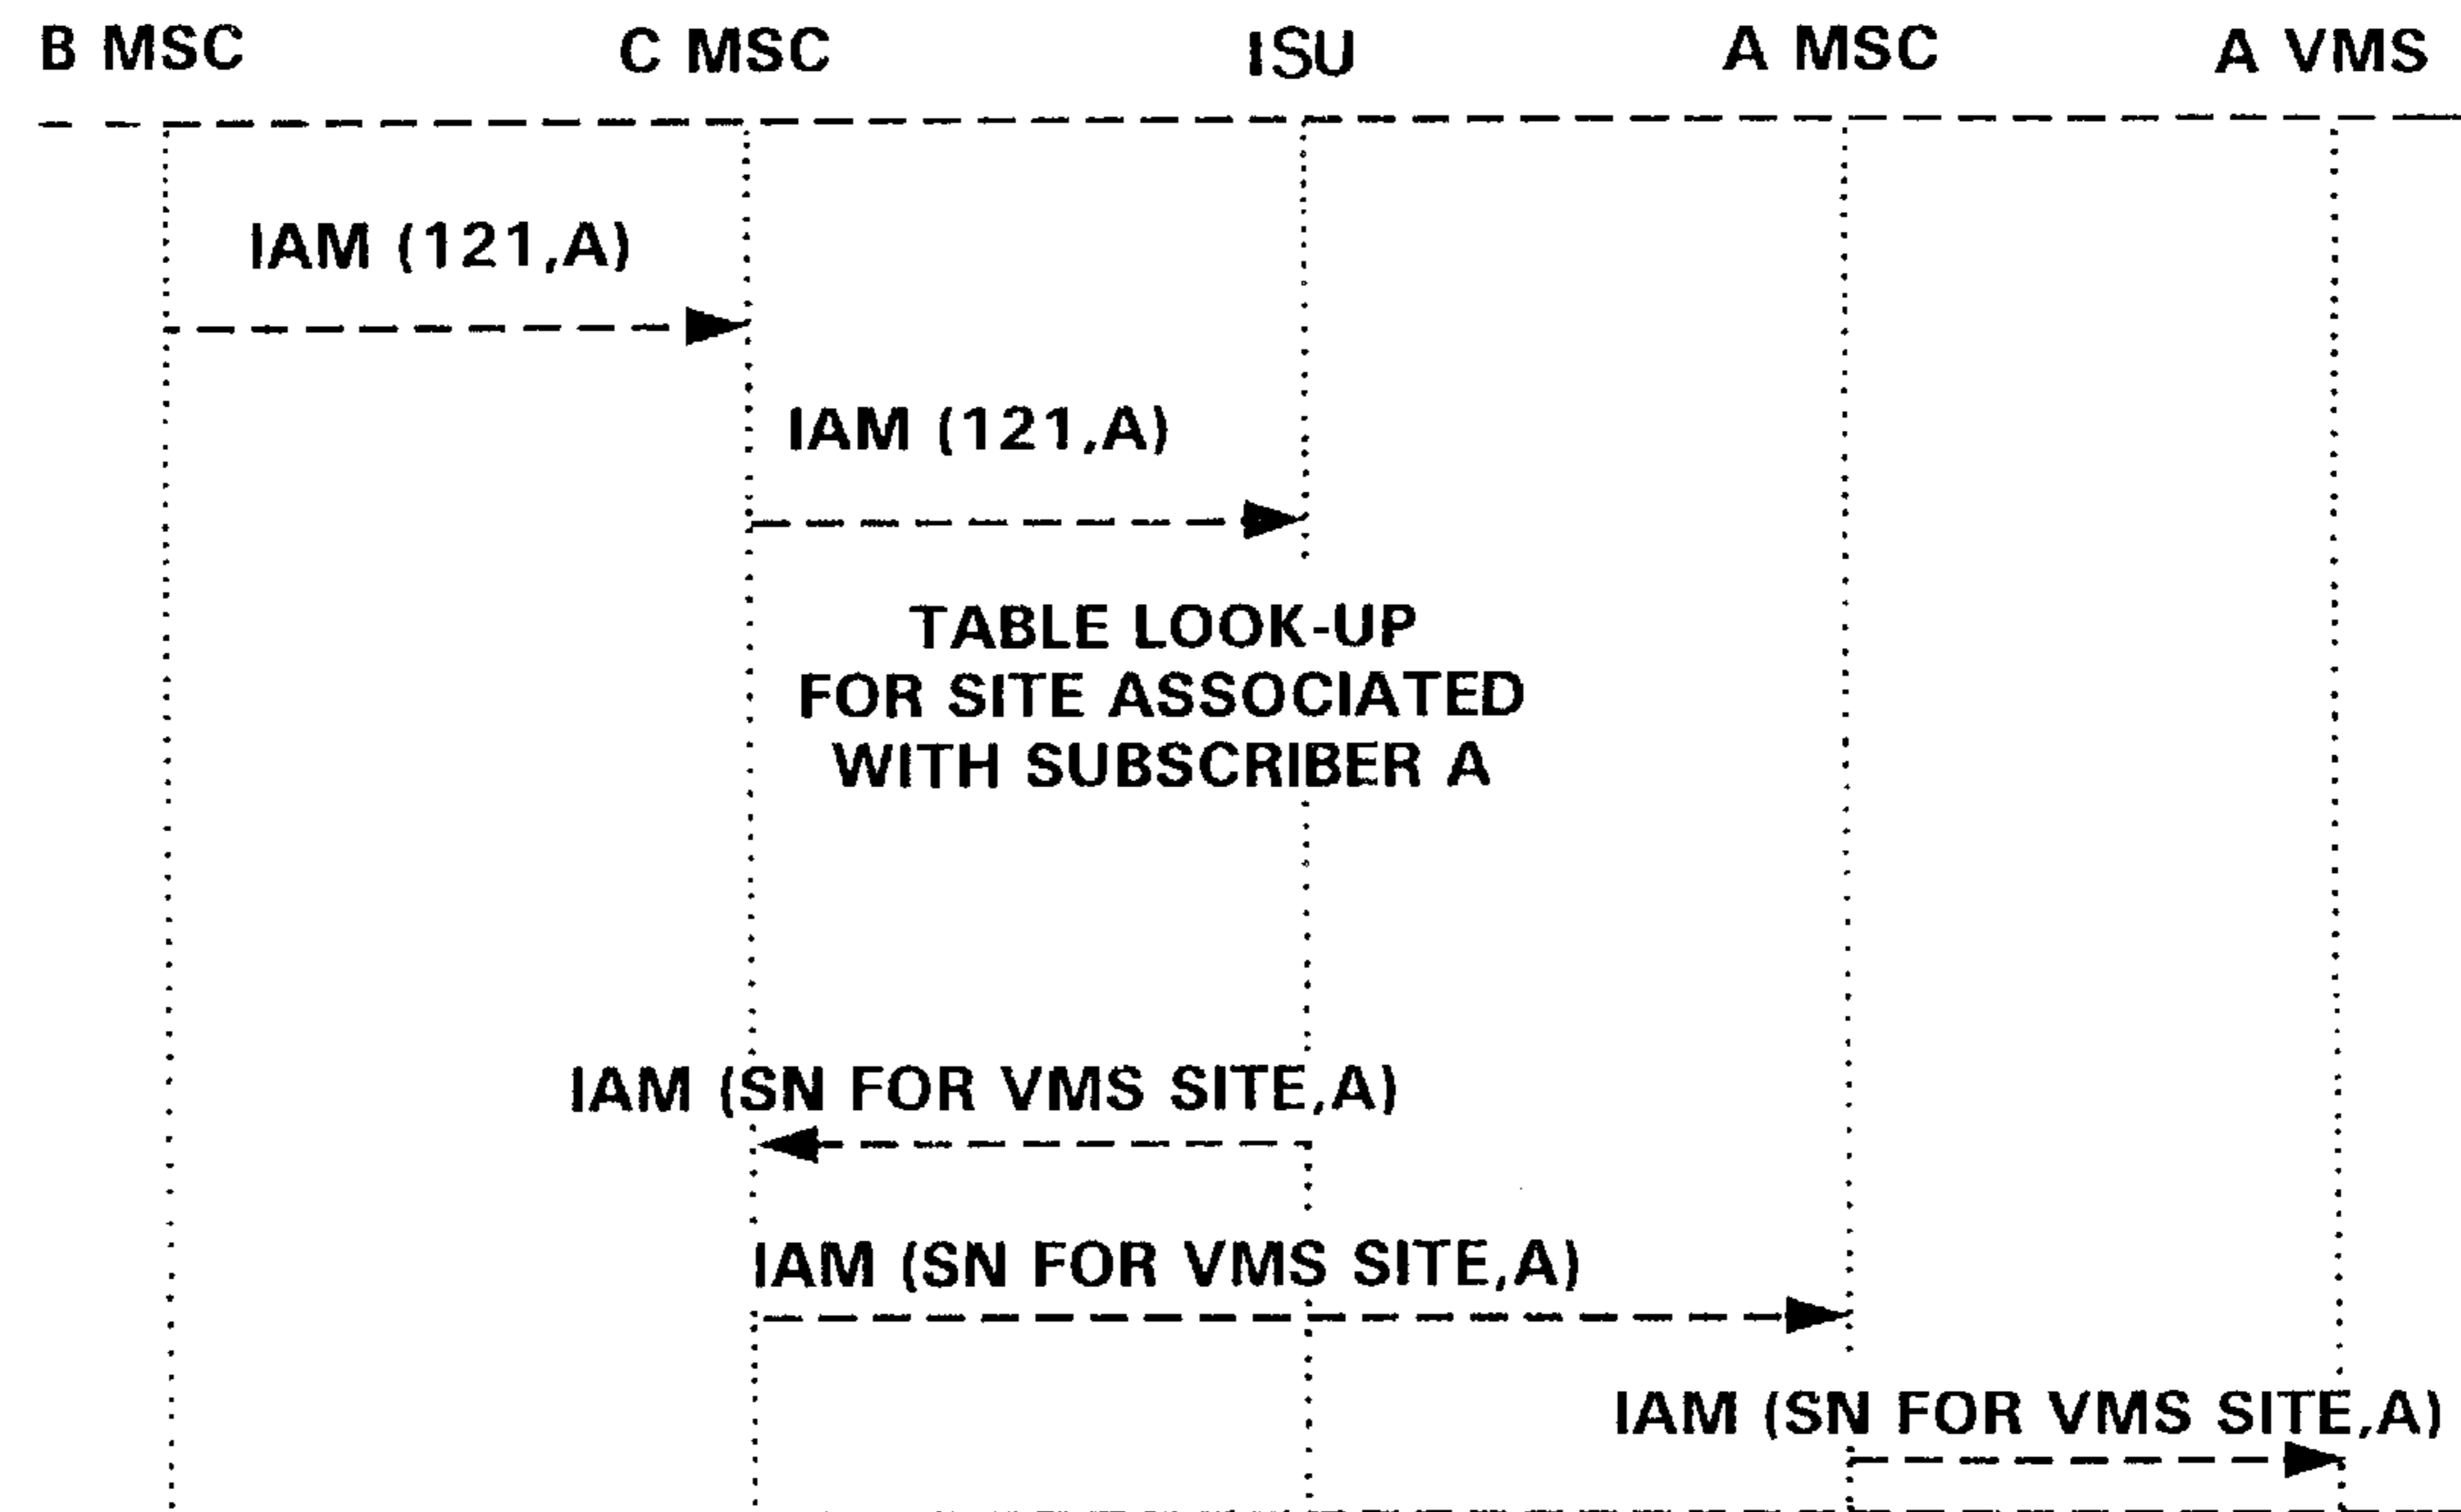 B MSC C MSC ISU A MSC A VMS
IAM (121,A)
IAM (121,A)
TABLE LOOK-UP
FOR SITE ASSOCIATED
WITH SUBSCRIBER A
IAM (SN FOR VMS SITE,A)
IAM (SN FOR VMS SITE,A)
IAM (SN FOR VMS SITE,A)